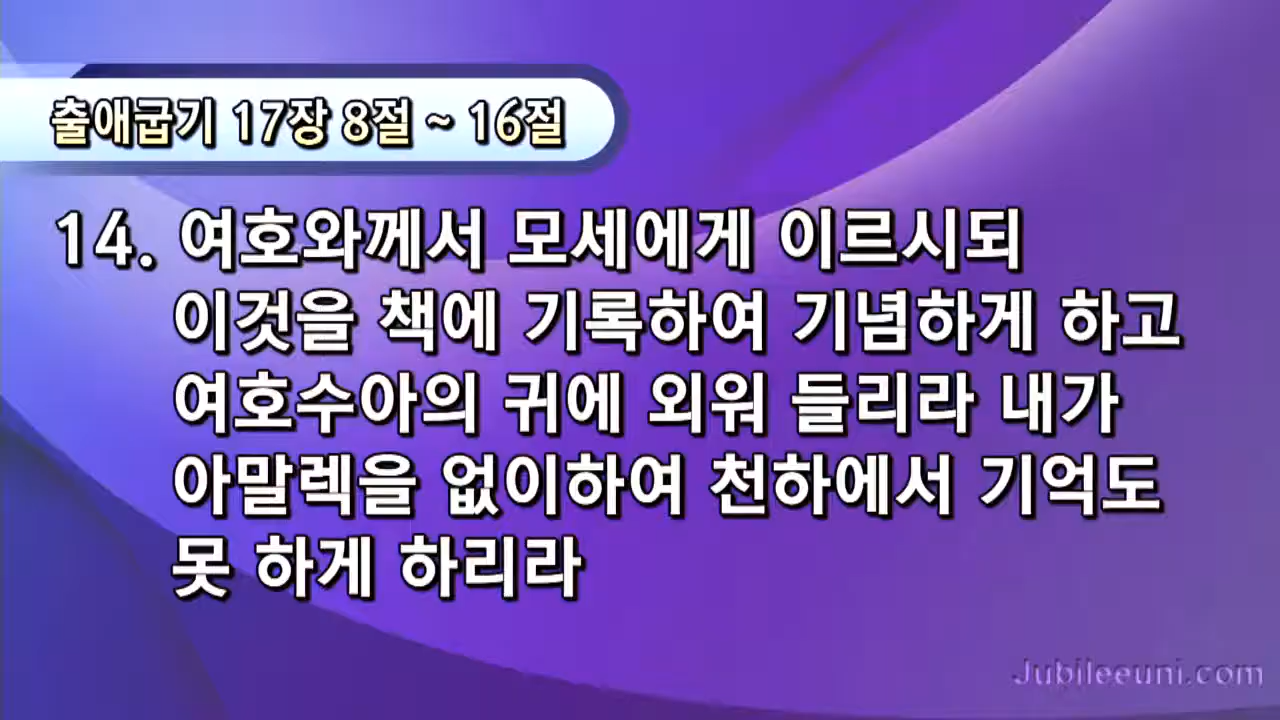 출애굽기 17장 8절 ~ 16절
14. 여호와께서 모세에게 이르시되
이것을 책에 기록하여 기념하게 하고
여호수아의 귀에 외워 들리라 내가
아말렉을 없이하여 천하에서 기억도
못 하게 하리라
Jubileeuni.com